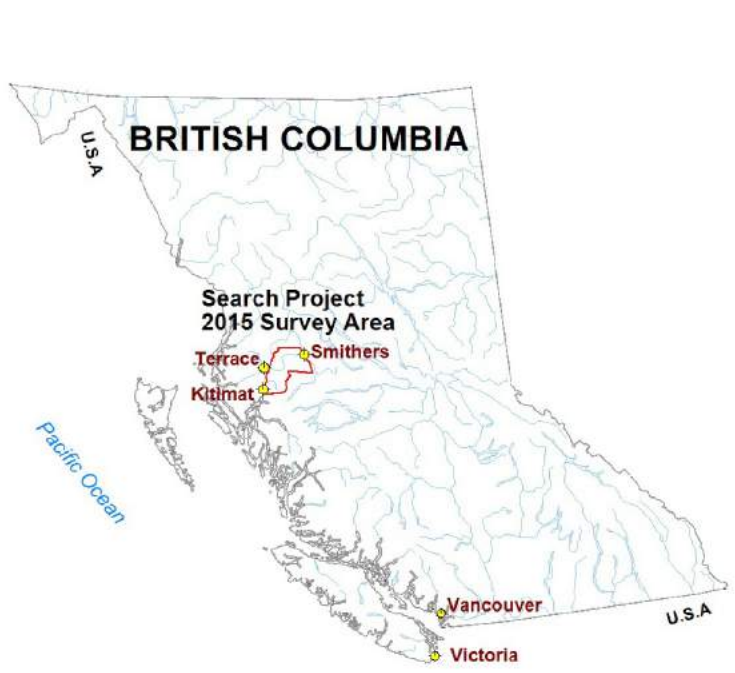 BRITISH COLUMBIA
U.S.A
Search Project
2015 Survey Area
Smithers
Terrace
Kitimat
Pacific Ocean
Vancouver
U.S.A
Victoria